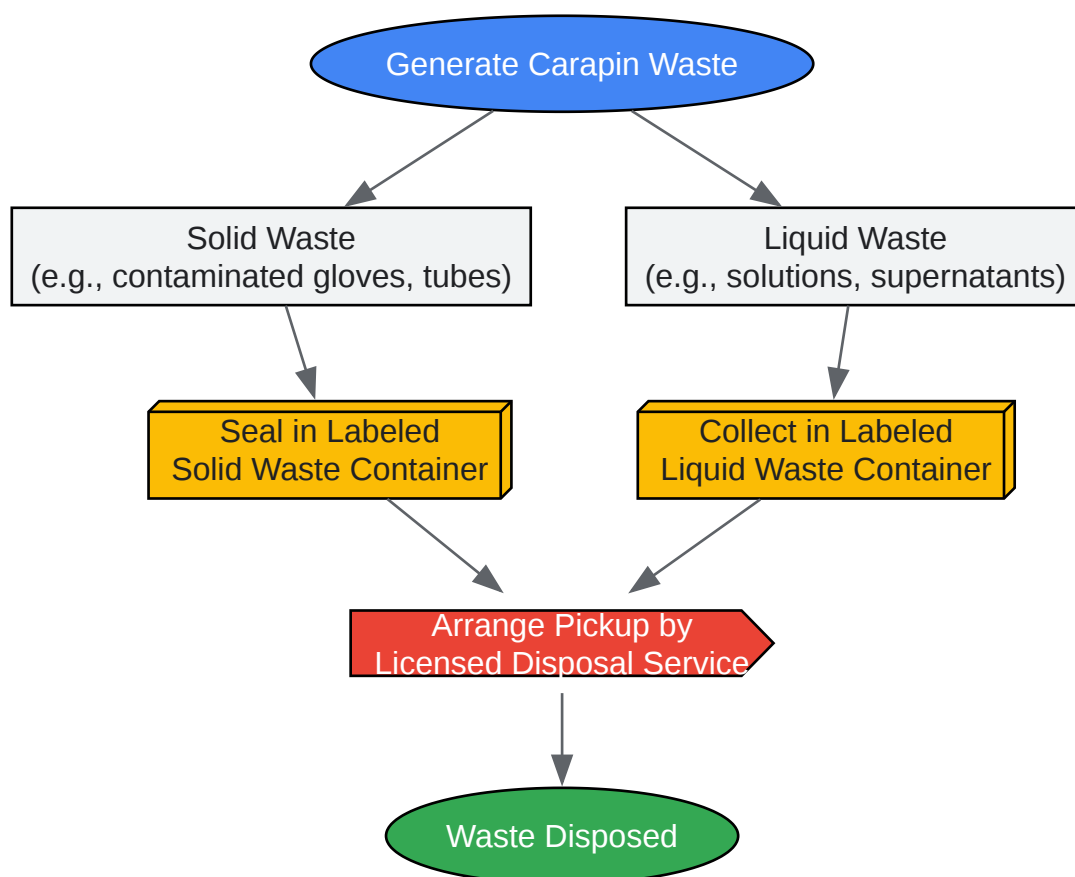 Generate Carapin Waste
Solid Waste
(e.g., contaminated gloves, tubes)
Liquid Waste
(e.g., solutions, supernatants)
Seal in Labeled
Solid Waste Container
Collect in Labeled
Liquid Waste Container
Arrange Pickup by
Licensed Disposal Service
Waste Disposed